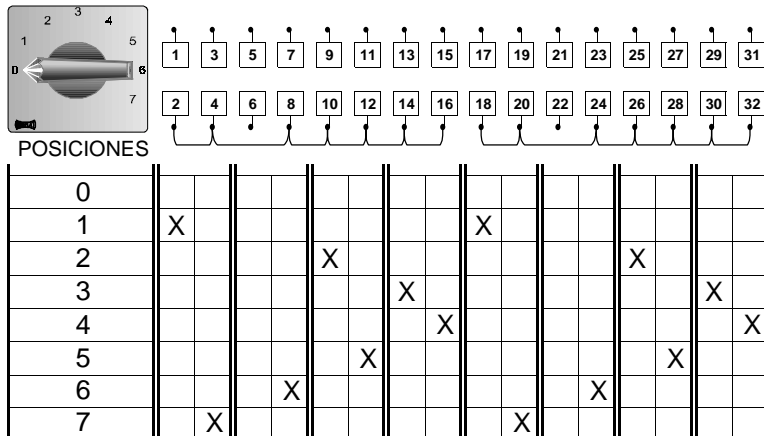 3
2 4
1 5
0 6
7
1 3 5 7 9 11 13 15 17 19 21 23 25 27 29 31
2 4 6 8 10 12 14 16 18 20 22 24 26 28 30 32
POSICIONES
0
1 X X
2 X X
3 X X
4 X X
5 X X
6 X X
7 X X